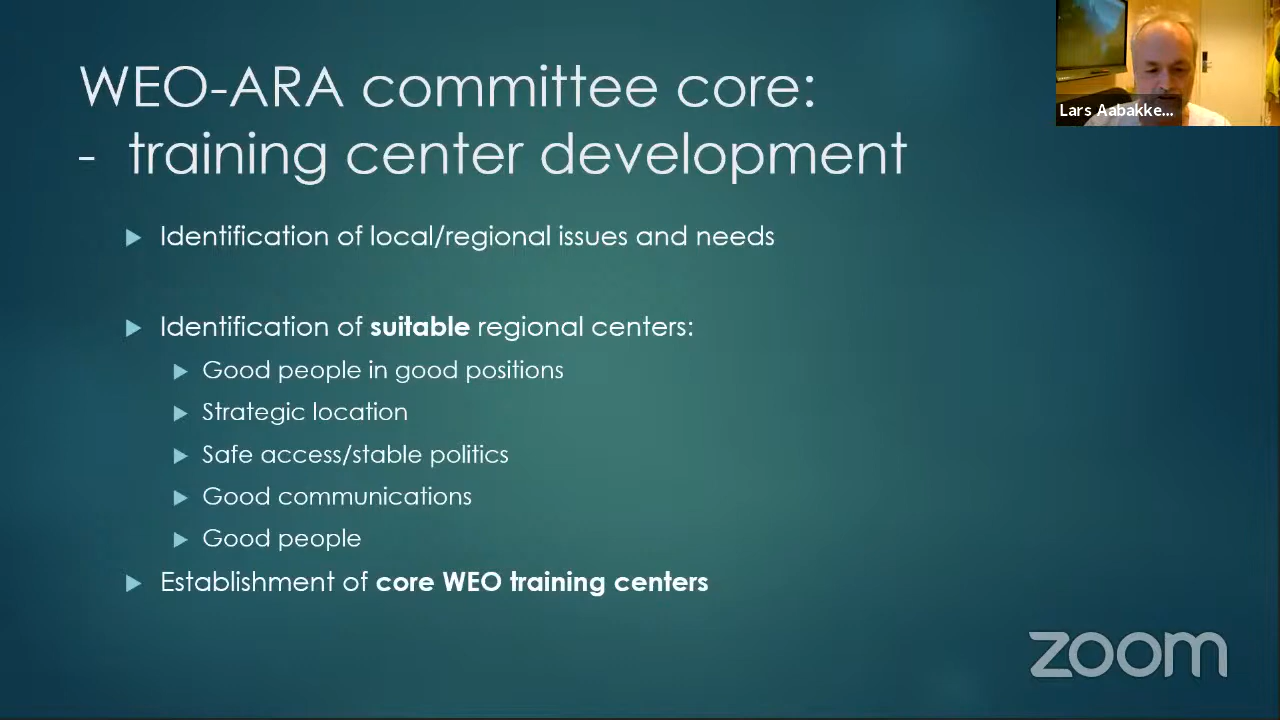 WEO-ARA committee core:
- training center development
Lars Aabakke...
Identification of local/regional issues and needs
Identification of suitable regional centers:
Good people in good positions
Strategic location
Safe access/stable politics
Good communications
Good people
Establishment of core WEO training centers
zoom